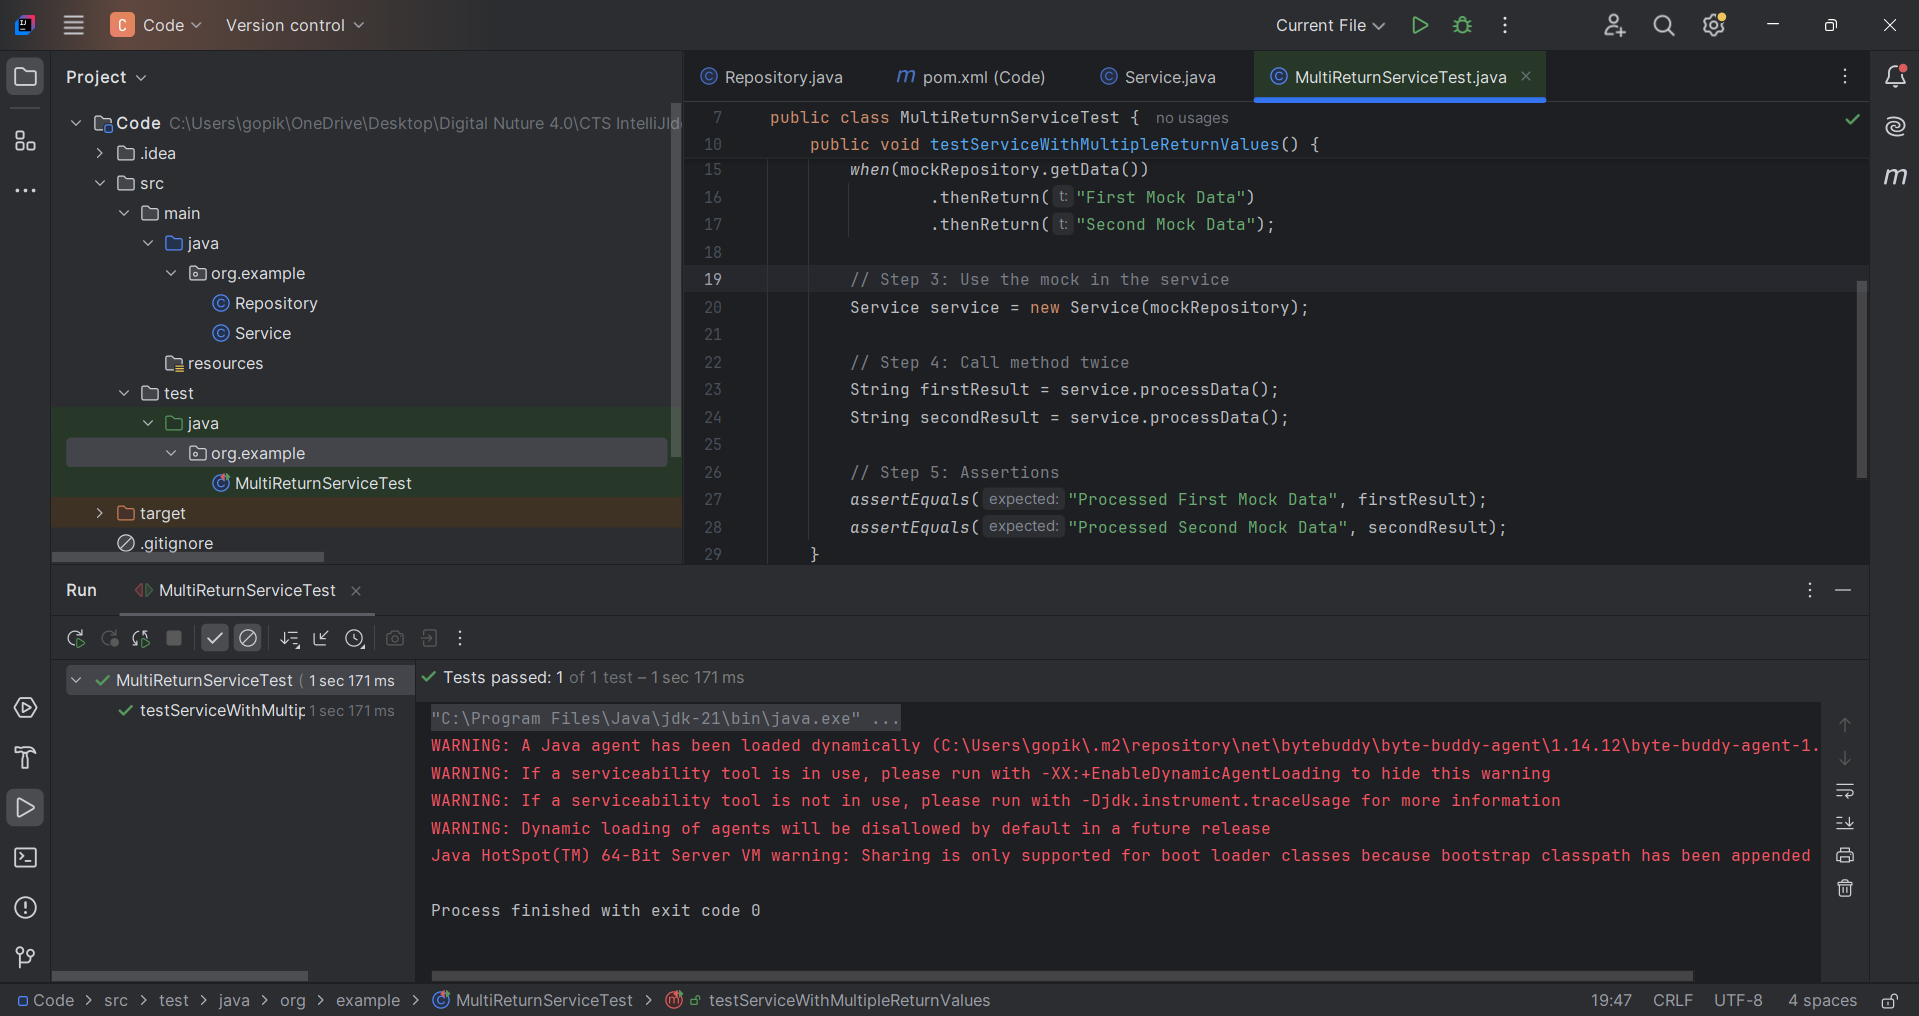 C Code Version control Current File
Project
Repository.java
pom.xml (Code)
Service.java
MultiReturnServiceTest.java
Code C:\Users\gopik\OneDrive\Desktop\Digital Nuture 4.0\CTS IntelliJIde
.idea
src
main
java
org.example
Repository
Service
resources
test
java
org.example
MultiReturnServiceTest
target
.gitignore
7 public class MultiReturnServiceTest { no usages
10 public void testServiceWithMultipleReturnValues() {
15 when(mockRepository.getData())
16 .thenReturn( t: "First Mock Data")
17 .thenReturn( t: "Second Mock Data");
18
19 // Step 3: Use the mock in the service
20 Service service = new Service(mockRepository);
21
22 // Step 4: Call method twice
23 String firstResult = service.processData();
24 String secondResult = service.processData();
25
26 // Step 5: Assertions
27 assertEquals( expected: "Processed First Mock Data", firstResult);
28 assertEquals( expected: "Processed Second Mock Data", secondResult);
29 }
Run MultiReturnServiceTest
MultiReturnServiceTest ( 1 sec 171 ms
testServiceWithMultip 1 sec 171 ms
Tests passed: 1 of 1 test – 1 sec 171 ms
"C:\Program Files\Java\jdk-21\bin\java.exe" ...
WARNING: A Java agent has been loaded dynamically (C:\Users\gopik\.m2\repository\net\bytebuddy\byte-buddy-agent\1.14.12\byte-buddy-agent-1.
WARNING: If a serviceability tool is in use, please run with -XX:+EnableDynamicAgentLoading to hide this warning
WARNING: If a serviceability tool is not in use, please run with -Djdk.instrument.traceUsage for more information
WARNING: Dynamic loading of agents will be disallowed by default in a future release
Java HotSpot(TM) 64-Bit Server VM warning: Sharing is only supported for boot loader classes because bootstrap classpath has been appended
Process finished with exit code 0
Code > src > test > java > org > example > MultiReturnServiceTest > testServiceWithMultipleReturnValues
19:47 CRLF UTF-8 4 spaces